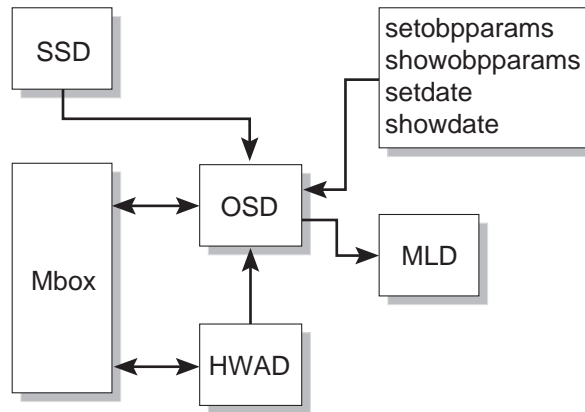 SSD
setobpparams
showobpparams
setdate
showdate
OSD
Mbox
MLD
HWAD